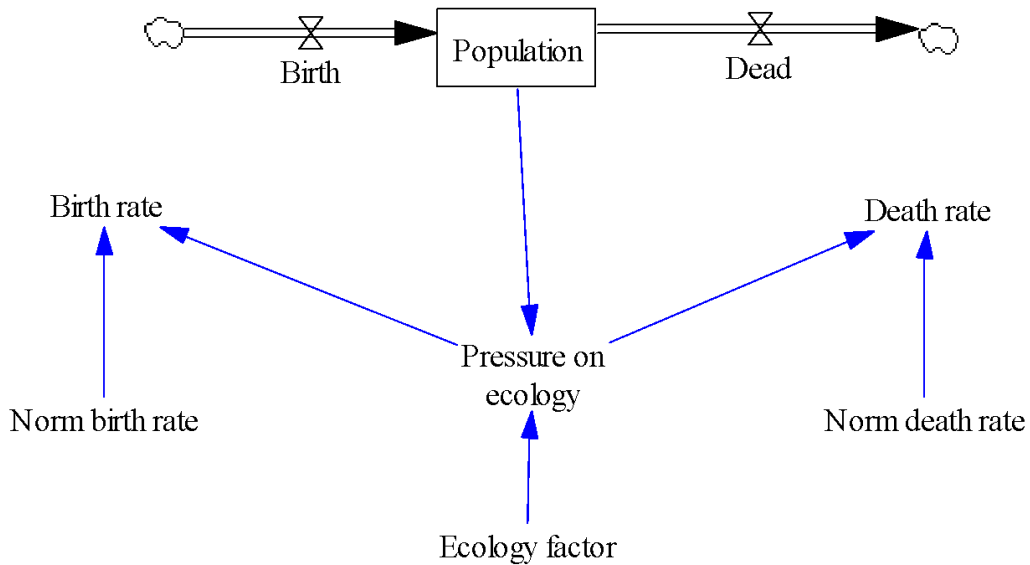 Population
Birth
Dead
Birth rate
Death rate
Pressure on
ecology
Norm birth rate
Norm death rate
Ecology factor